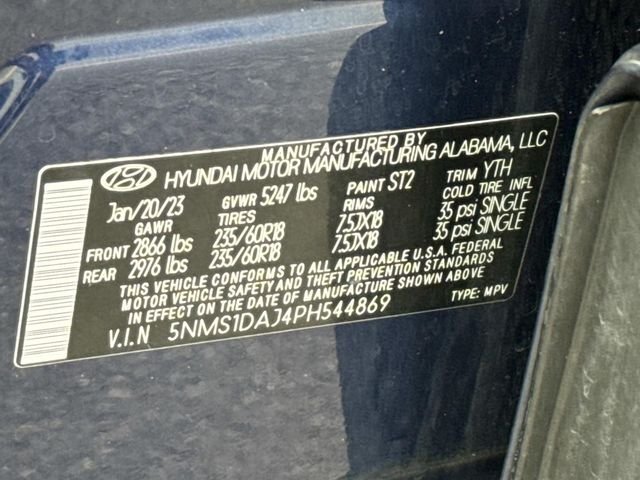 MANUFACTURED BY
HYUNDAI MOTOR MANUFACTURING ALABAMA, LLC
Jan/20/23 GVWR 5247 lbs PAINT ST2 TRIM YTH
GAWR TIRES RIMS COLD TIRE INFL
FRONT 2866 lbs 235/60R18 7.5JX18 35 psi SINGLE
REAR 2976 lbs 235/60R18 7.5JX18 35 psi SINGLE
THIS VEHICLE CONFORMS TO ALL APPLICABLE U.S.A. FEDERAL
MOTOR VEHICLE SAFETY AND THEFT PREVENTION STANDARDS
IN EFFECT ON THE DATE OF MANUFACTURE SHOWN ABOVE.
V.I.N 5NMS1DAJ4PH544869 TYPE: MPV